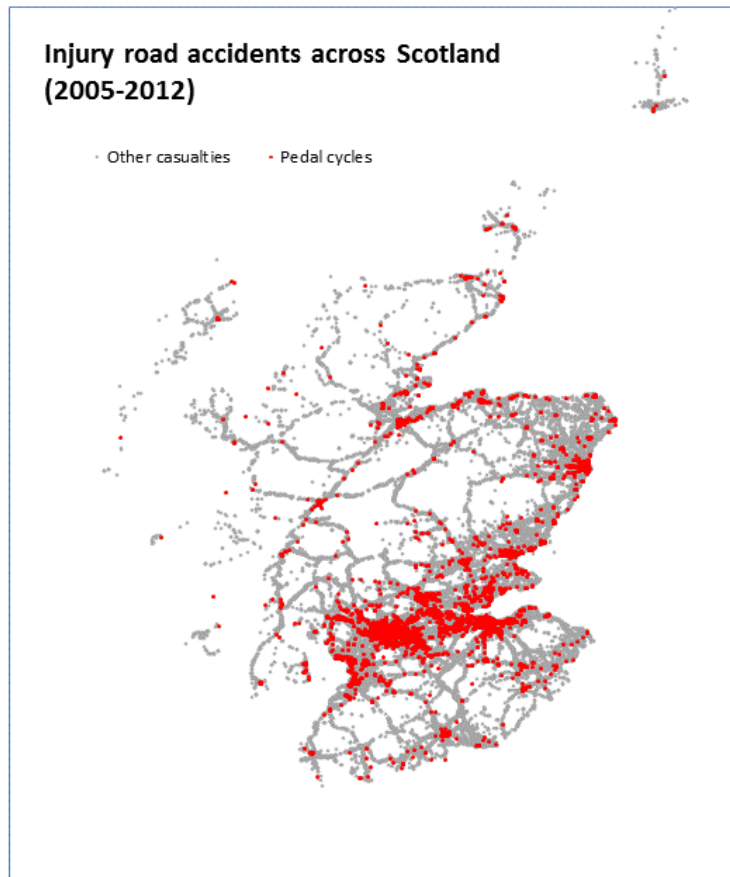 Injury road accidents across Scotland
(2005-2012)
Other casualties Pedal cycles